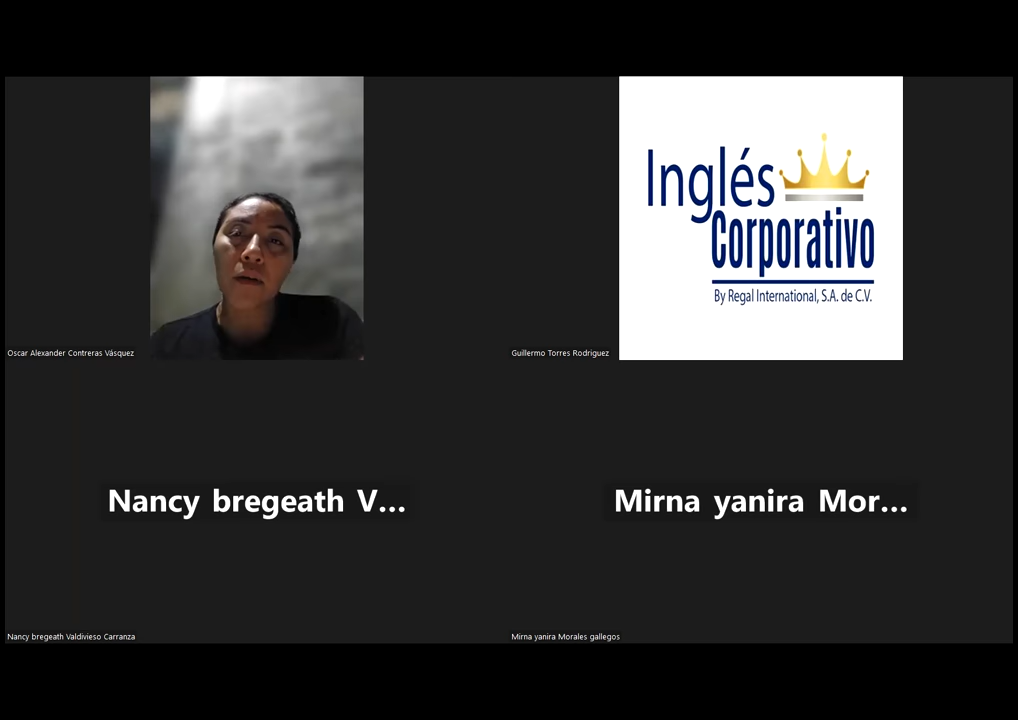 Inglés
Corporativo
By Regal International, S.A. de C.V.
Oscar Alexander Contreras Vásquez
Guillermo Torres Rodriguez
Nancy bregeath V...
Mirna yanira Mor...
Nancy bregeath Valdivieso Carranza
Mirna yanira Morales gallegos